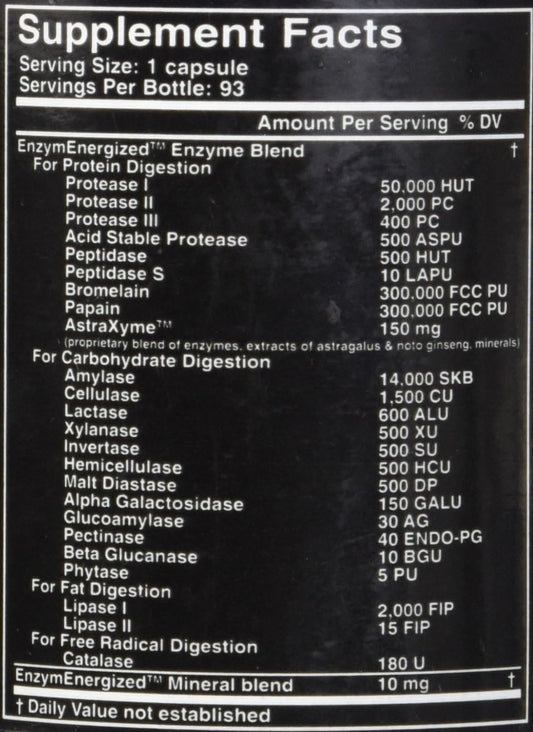 Supplement Facts
Serving Size: 1 capsule
Servings Per Bottle: 93
Amount Per Serving % DV
EnzymEnergized™ Enzyme Blend †
For Protein Digestion
Protease I 50,000 HUT
Protease II 2,000 PC
Protease III 400 PC
Acid Stable Protease 500 ASPU
Peptidase 500 HUT
Peptidase S 10 LAPU
Bromelain 300,000 FCC PU
Papain 300,000 FCC PU
AstraXyme™ 150 mg
(proprietary blend of enzymes, extracts of astragalus & noto ginseng, minerals)
For Carbohydrate Digestion
Amylase 14,000 SKB
Cellulase 1,500 CU
Lactase 600 ALU
Xylanase 500 XU
Invertase 500 SU
Hemicellulase 500 HCU
Malt Diastase 500 DP
Alpha Galactosidase 150 GALU
Glucoamylase 30 AG
Pectinase 40 ENDO-PG
Beta Glucanase 10 BGU
Phytase 5 PU
For Fat Digestion
Lipase I 2,000 FIP
Lipase II 15 FIP
For Free Radical Digestion
Catalase 180 U
EnzymEnergized™ Mineral blend 10 mg †
† Daily Value not established